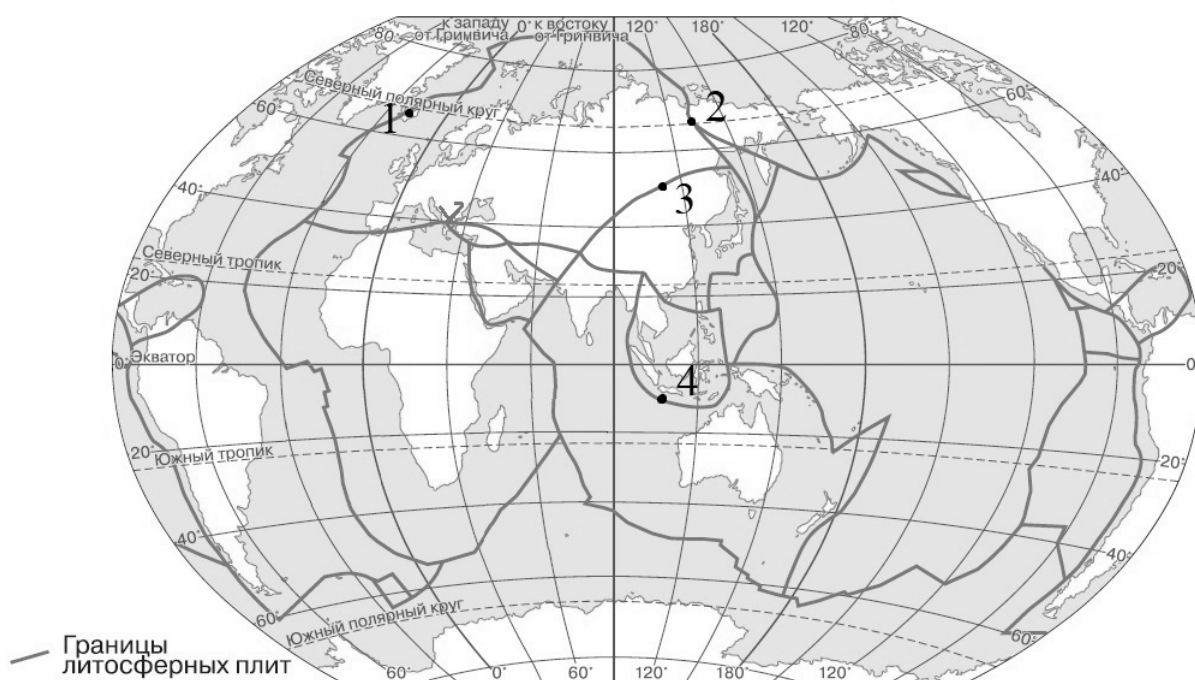 к западу 0° к востоку
от Гринвича от Гринвича
120° 180° 120°
80° 80°
Северный полярный круг
60° 60°
1 2
40° 3 40°
Северный тропик
20° 20°
0° Экватор 0°
4
20° Южный тропик 20°
40° 40°
60° Южный полярный круг 60°
60° 0° 60° 120° 180° 120°
Границы
литосферных плит